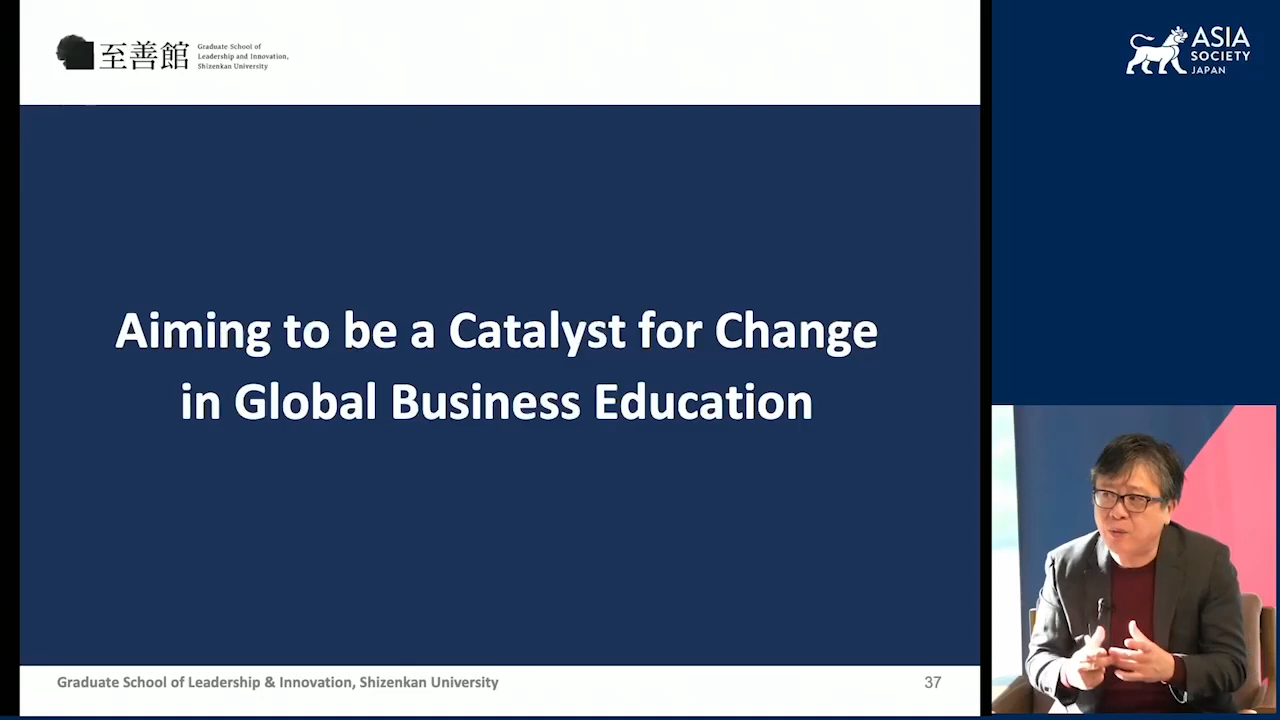 至善館
Graduate School of
Leadership and Innovation,
Shizenkan University
ASIA
SOCIETY
JAPAN
Aiming to be a Catalyst for Change
in Global Business Education
Graduate School of Leadership & Innovation, Shizenkan University
37